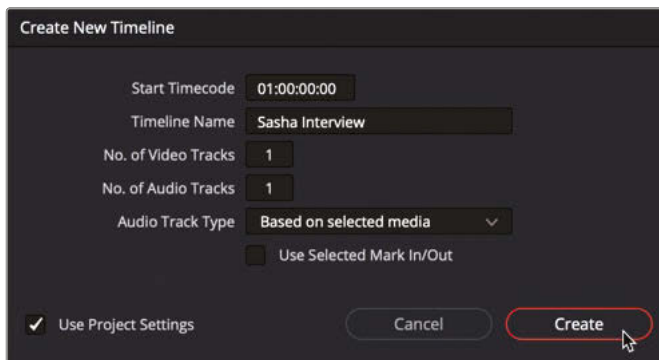 Create New Timeline
Start Timecode 01:00:00:00
Timeline Name Sasha Interview
No. of Video Tracks 1
No. of Audio Tracks 1
Audio Track Type Based on selected media
Use Selected Mark In/Out
Use Project Settings Cancel Create